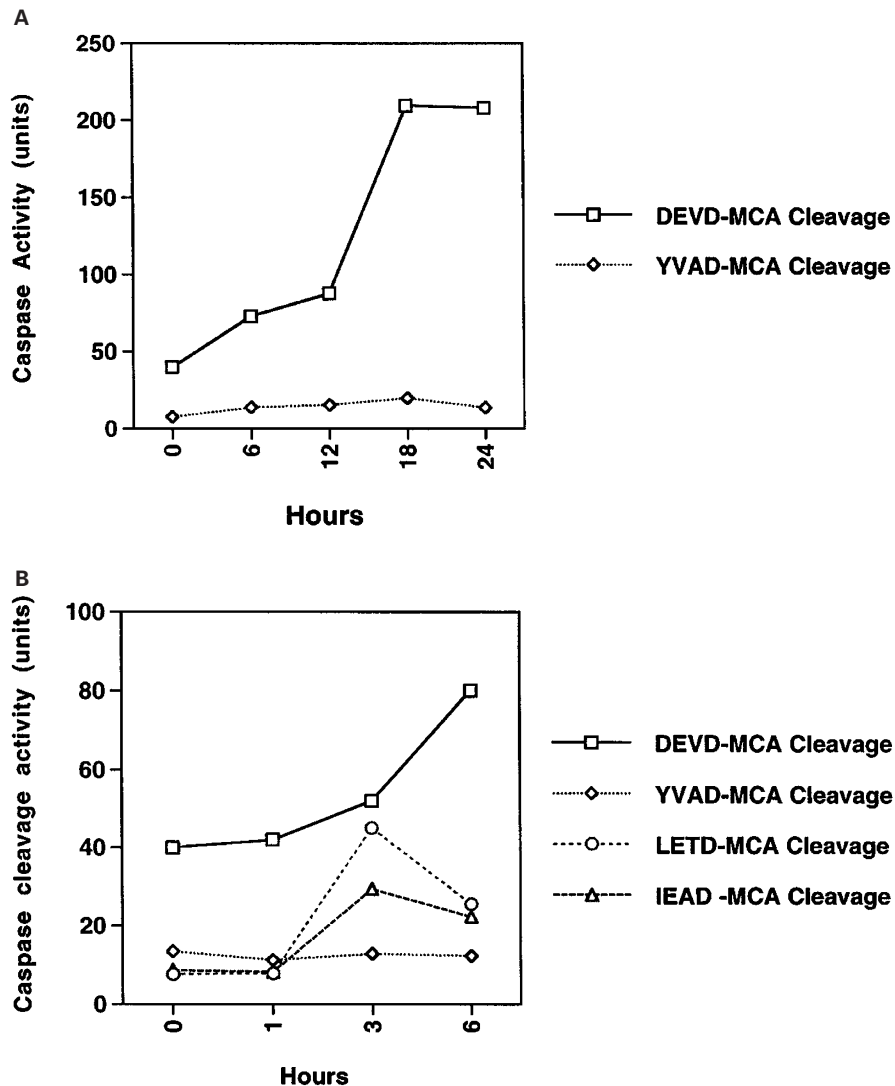 A
250
200
150
100
50
0
Caspase Activity (units)
0 6 12 18 24
Hours
DEVD-MCA Cleavage
YVAD-MCA Cleavage
B
100
80
60
40
20
0
Caspase cleavage activity (units)
0 1 3 6
Hours
DEVD-MCA Cleavage
YVAD-MCA Cleavage
LETD-MCA Cleavage
IEAD -MCA Cleavage